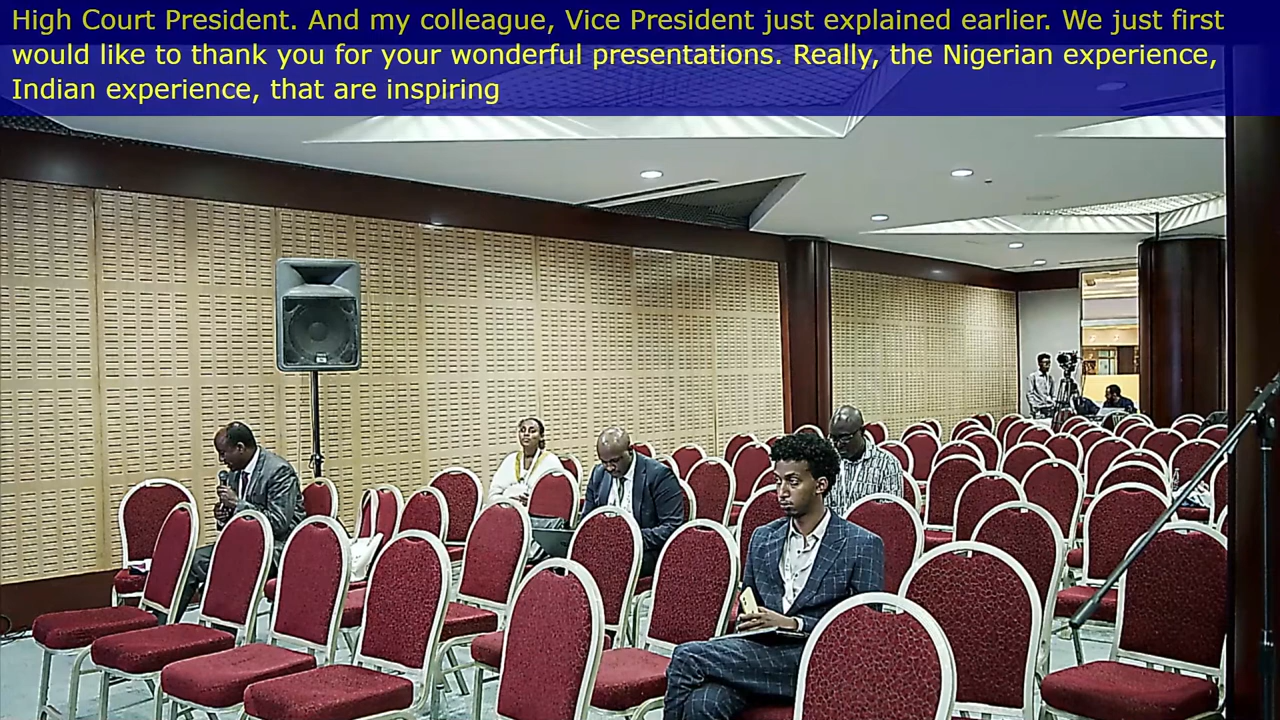 High Court President. And my colleague, Vice President just explained earlier. We just first
would like to thank you for your wonderful presentations. Really, the Nigerian experience,
Indian experience, that are inspiring